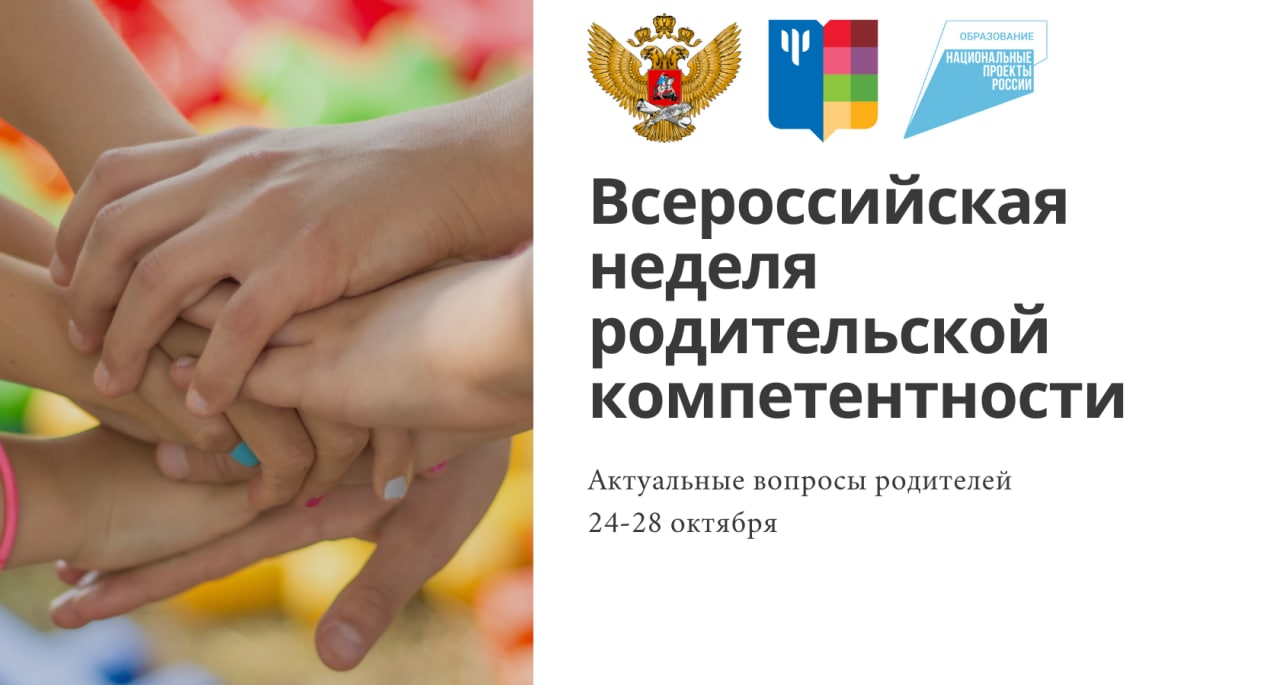 ОБРАЗОВАНИЕ
НАЦИОНАЛЬНЫЕ
ПРОЕКТЫ
РОССИИ
Всероссийская
неделя
родительской
компетентности
Актуальные вопросы родителей
24-28 октября